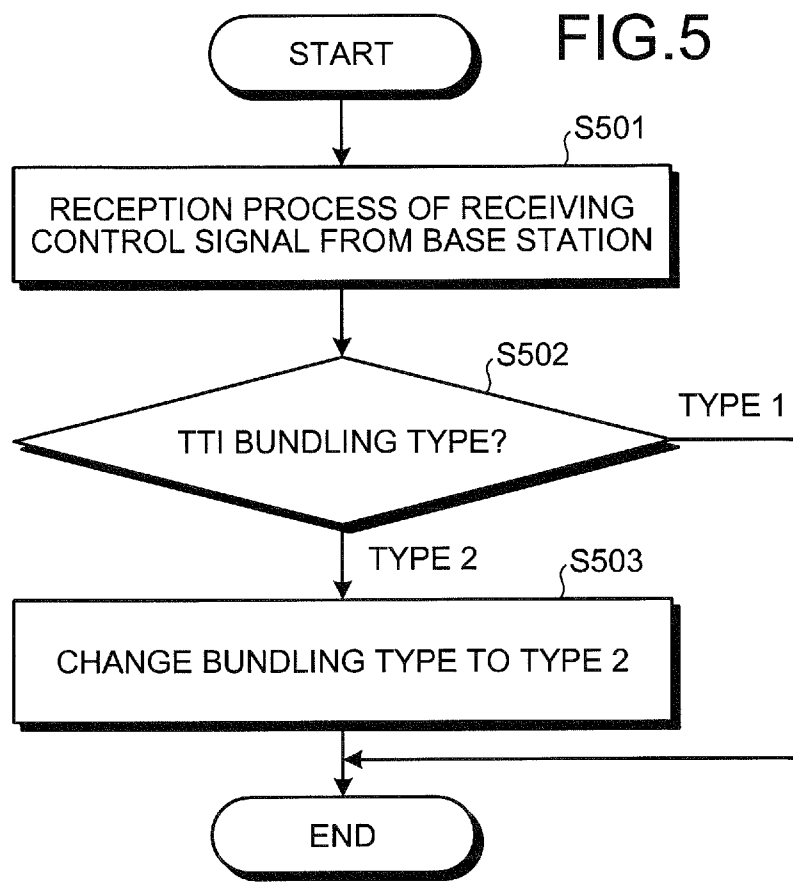 FIG.5
START
S501
RECEPTION PROCESS OF RECEIVING
CONTROL SIGNAL FROM BASE STATION
S502
TTI BUNDLING TYPE?
TYPE 1
TYPE 2
S503
CHANGE BUNDLING TYPE TO TYPE 2
END